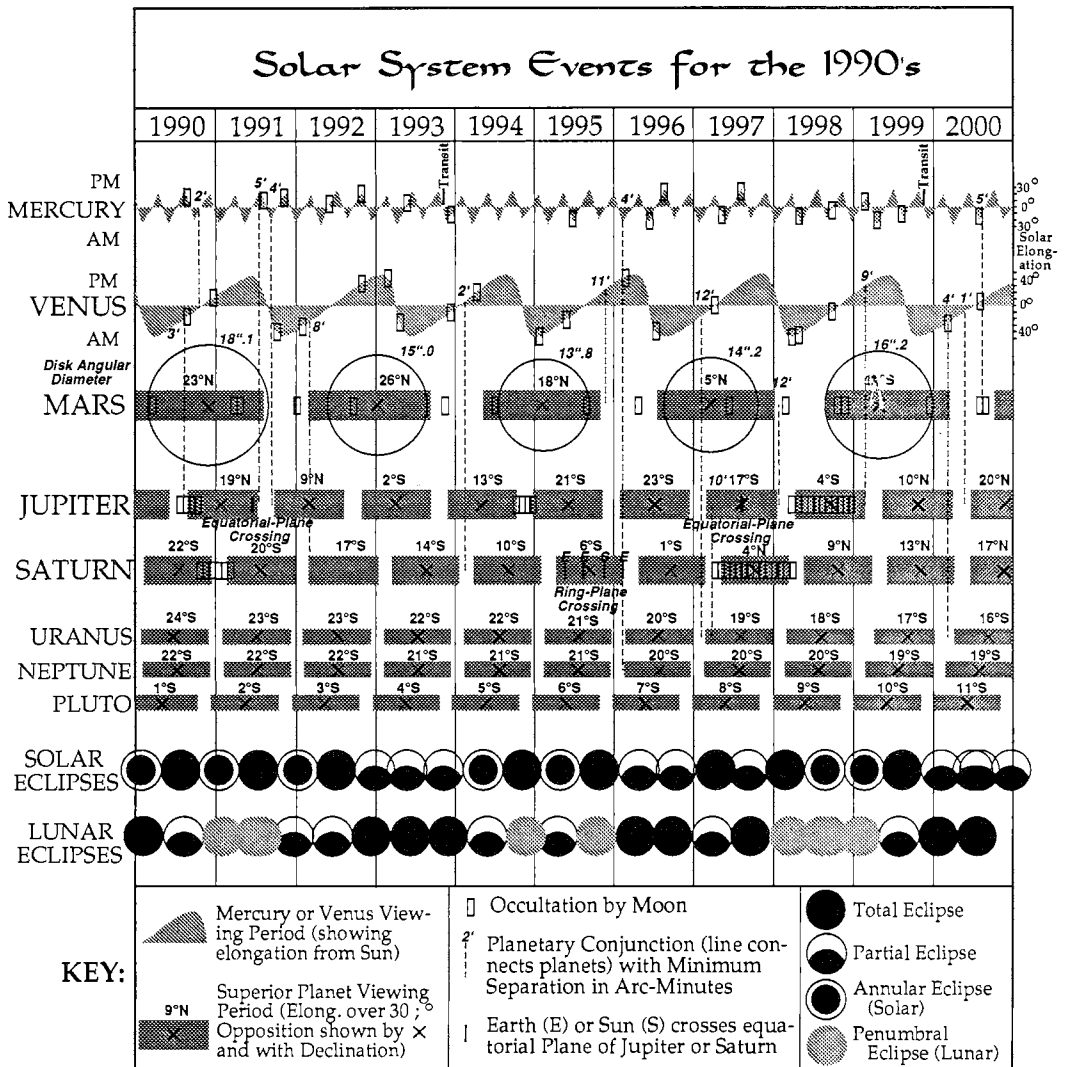 Solar System Events for the 1990's
1990 1991 1992 1993 1994 1995 1996 1997 1998 1999 2000
Transit Transit
PM
MERCURY
AM
2' 5' 4' 4' 5'
30°
0°
30°
Solar
Elong-
ation
PM
VENUS
AM
3' 8' 2' 11' 12' 9' 4' 1'
40°
0°
40°
Disk Angular
Diameter
18".1 15".0 13".8 14".2 16".2
MARS
23°N 26°N 18°N 5°N
12'
JUPITER
19°N 9°N 2°S 13°S 21°S 23°S 10' 17°S 4°S 10°N 20°N
Equatorial-Plane
Crossing
Equatorial-Plane
Crossing
SATURN
22°S 20°S 17°S 14°S 10°S 6°S 1°S 4°N 9°N 13°N 17°N
E E S E
Ring-Plane
Crossing
URANUS
24°S 23°S 23°S 22°S 22°S 21°S 20°S 19°S 18°S 17°S 16°S
NEPTUNE
22°S 22°S 22°S 21°S 21°S 21°S 20°S 20°S 20°S 19°S 19°S
PLUTO
1°S 2°S 3°S 4°S 5°S 6°S 7°S 8°S 9°S 10°S 11°S
SOLAR
ECLIPSES
LUNAR
ECLIPSES
KEY:
Mercury or Venus View-
ing Period (showing
elongation from Sun)
9°N
Superior Planet Viewing
Period (Elong. over 30 ; °
Opposition shown by ×
and with Declination)
Occultation by Moon
2'
Planetary Conjunction (line con-
nects planets) with Minimum
Separation in Arc-Minutes
Earth (E) or Sun (S) crosses equa-
torial Plane of Jupiter or Saturn
Total Eclipse
Partial Eclipse
Annular Eclipse
(Solar)
Penumbral
Eclipse (Lunar)